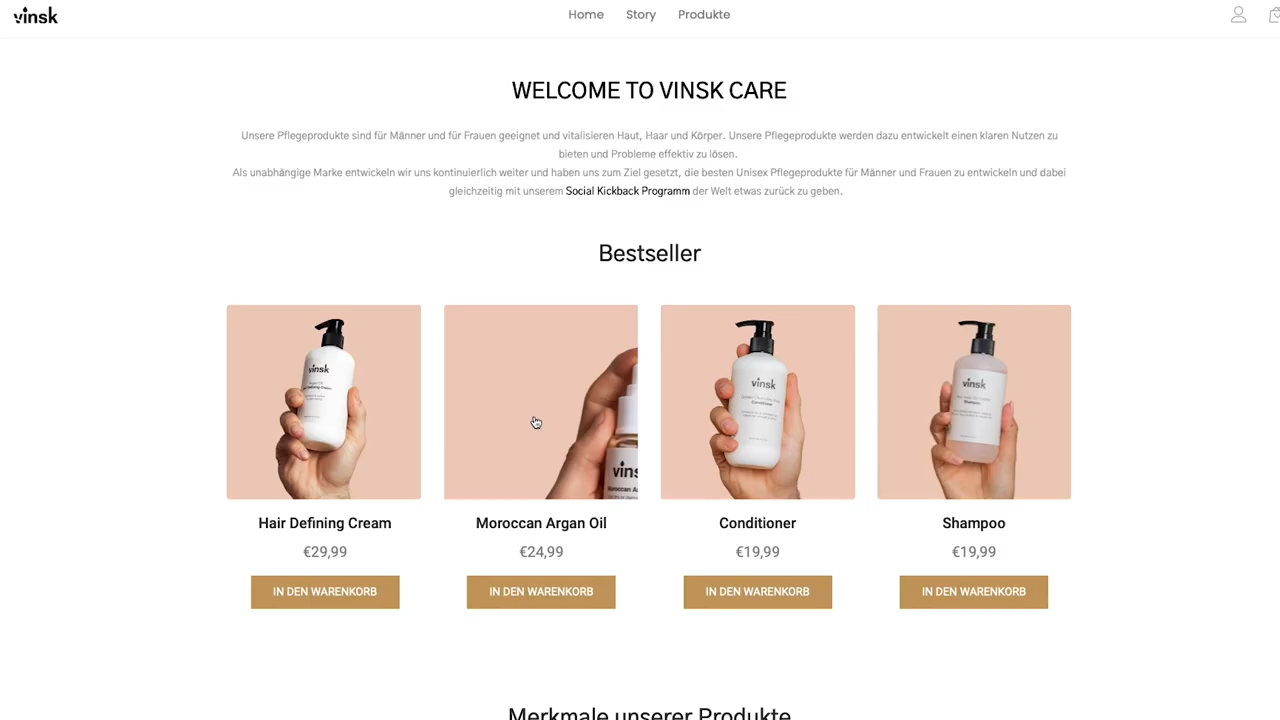 vinsk
Home Story Produkte
WELCOME TO VINSK CARE
Unsere Pflegeprodukte sind für Männer und für Frauen geeignet und vitalisieren Haut, Haar und Körper. Unsere Pflegeprodukte werden dazu entwickelt einen klaren Nutzen zu
bieten und Probleme effektiv zu lösen.
Als unabhängige Marke entwickeln wir uns kontinuierlich weiter und haben uns zum Ziel gesetzt, die besten Unisex Pflegeprodukte für Männer und Frauen zu entwickeln und dabei
gleichzeitig mit unserem Social Kickback Programm der Welt etwas zurück zu geben.
Bestseller
vinsk
vinsk
Conditioner
vinsk
Shampoo
Hair Defining Cream Moroccan Argan Oil Conditioner Shampoo
€29,99 €24,99 €19,99 €19,99
IN DEN WARENKORB IN DEN WARENKORB IN DEN WARENKORB IN DEN WARENKORB
Merkmale unserer Produkte